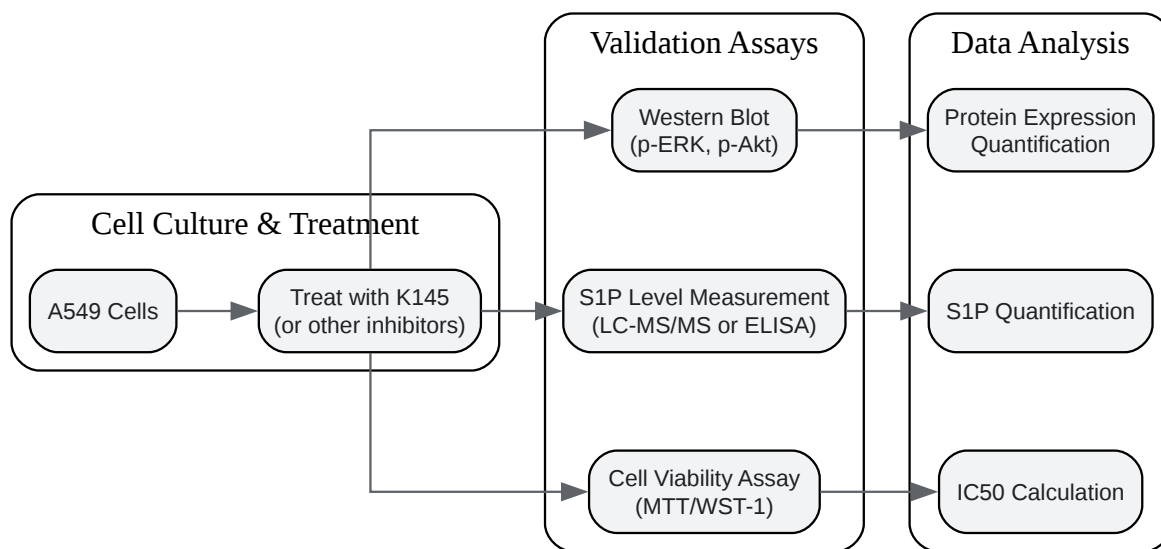 Validation Assays
Data Analysis
Western Blot
(p-ERK, p-Akt)
Protein Expression
Quantification
Cell Culture & Treatment
A549 Cells
Treat with K145
(or other inhibitors)
S1P Level Measurement
(LC-MS/MS or ELISA)
S1P Quantification
Cell Viability Assay
(MTT/WST-1)
IC50 Calculation